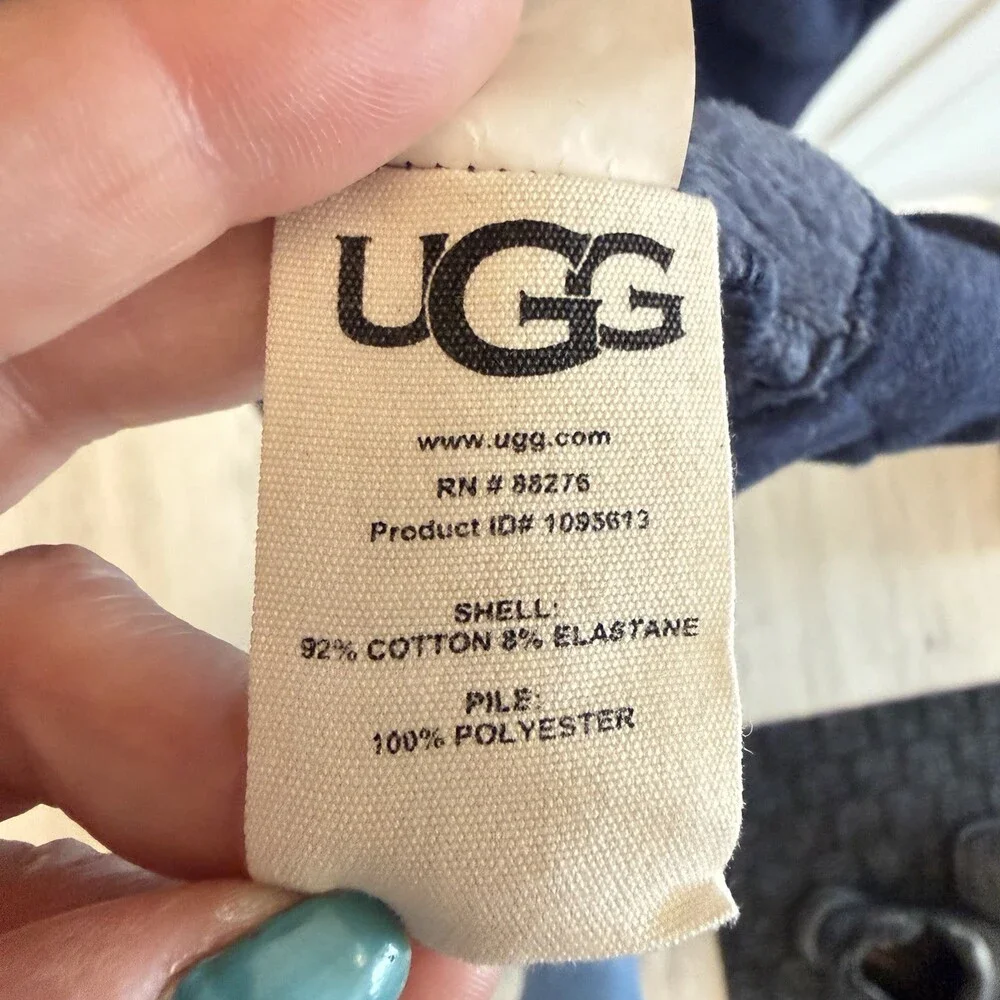 UGG
www.ugg.com
RN # 88276
Product ID# 1095613
SHELL:
92% COTTON 8% ELASTANE
PILE:
100% POLYESTER